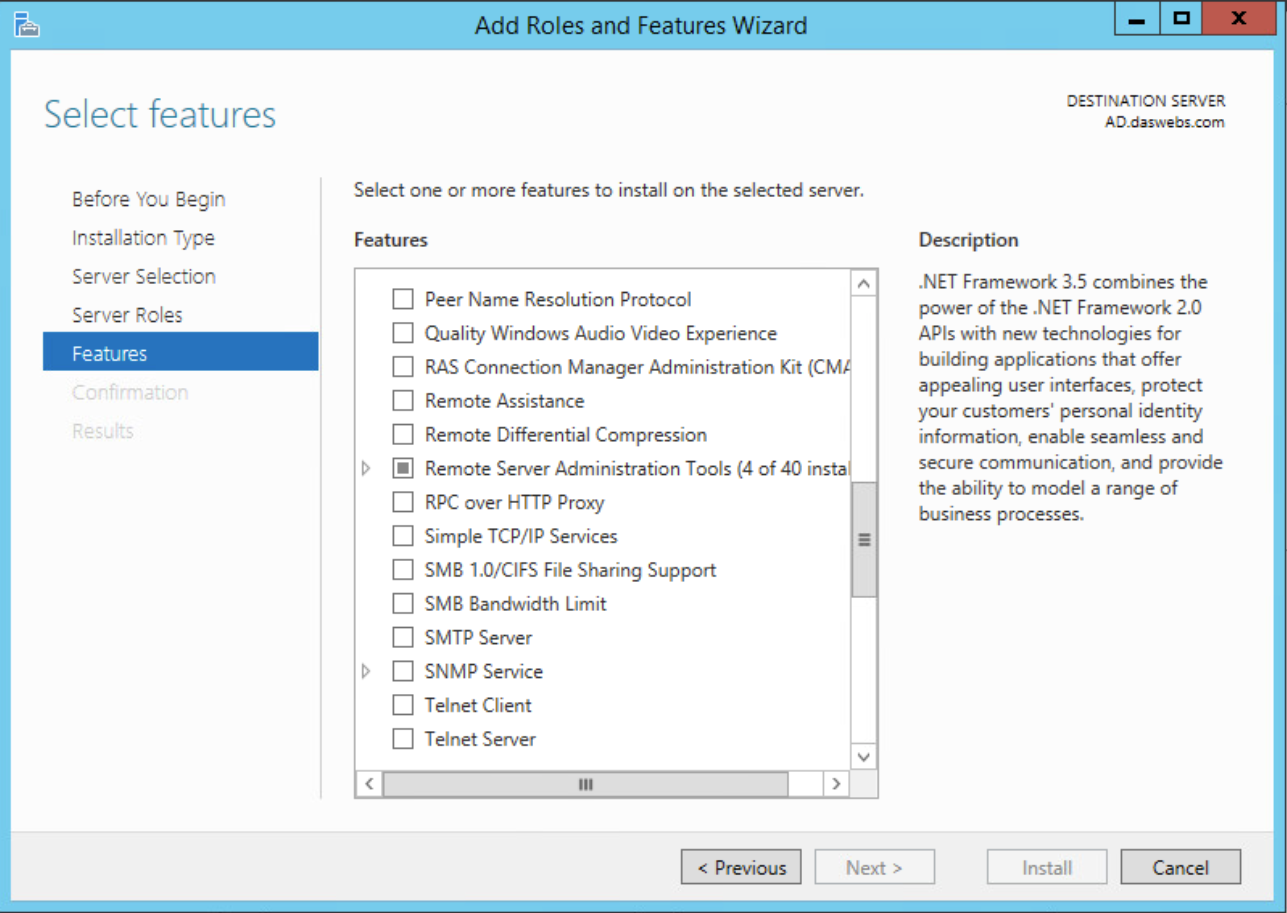 Add Roles and Features Wizard
Select features
DESTINATION SERVER
AD.daswebs.com
Before You Begin
Installation Type
Server Selection
Server Roles
Features
Confirmation
Results
Select one or more features to install on the selected server.
Features
Peer Name Resolution Protocol
Quality Windows Audio Video Experience
RAS Connection Manager Administration Kit (CMA
Remote Assistance
Remote Differential Compression
Remote Server Administration Tools (4 of 40 instal
RPC over HTTP Proxy
Simple TCP/IP Services
SMB 1.0/CIFS File Sharing Support
SMB Bandwidth Limit
SMTP Server
SNMP Service
Telnet Client
Telnet Server
Description
.NET Framework 3.5 combines the
power of the .NET Framework 2.0
APIs with new technologies for
building applications that offer
appealing user interfaces, protect
your customers' personal identity
information, enable seamless and
secure communication, and provide
the ability to model a range of
business processes.
< Previous
Next >
Install
Cancel